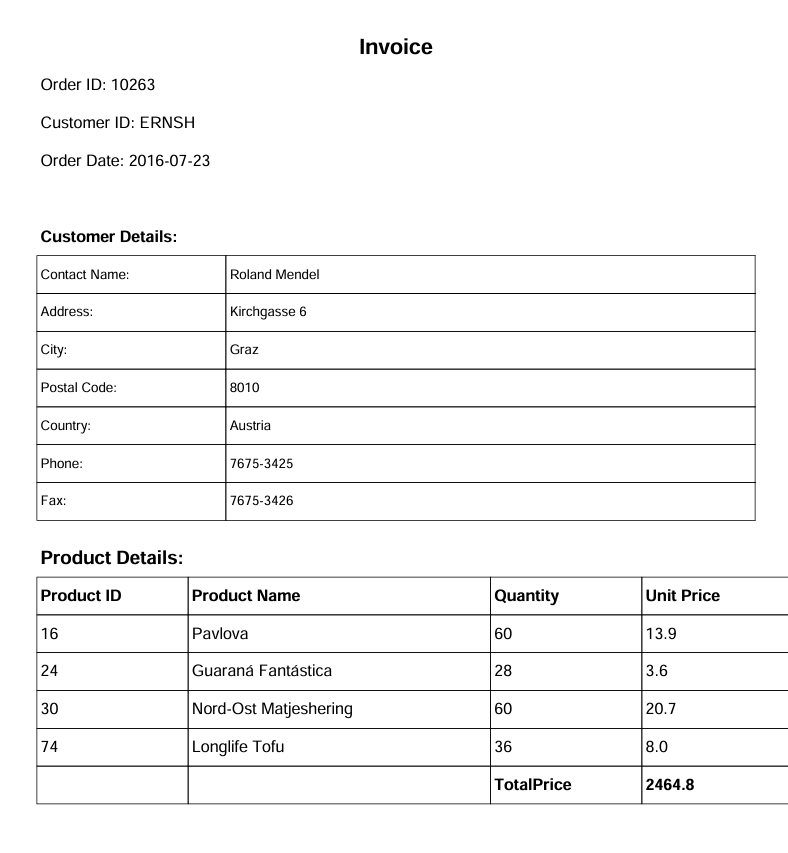 Invoice
Order ID: 10263
Customer ID: ERNSH
Order Date: 2016-07-23
Customer Details:
Contact Name: Roland Mendel
Address: Kirchgasse 6
City: Graz
Postal Code: 8010
Country: Austria
Phone: 7675-3425
Fax: 7675-3426
Product Details:
Product ID Product Name Quantity Unit Price
16 Pavlova 60 13.9
24 Guaraná Fantástica 28 3.6
30 Nord-Ost Matjeshering 60 20.7
74 Longlife Tofu 36 8.0
TotalPrice 2464.8